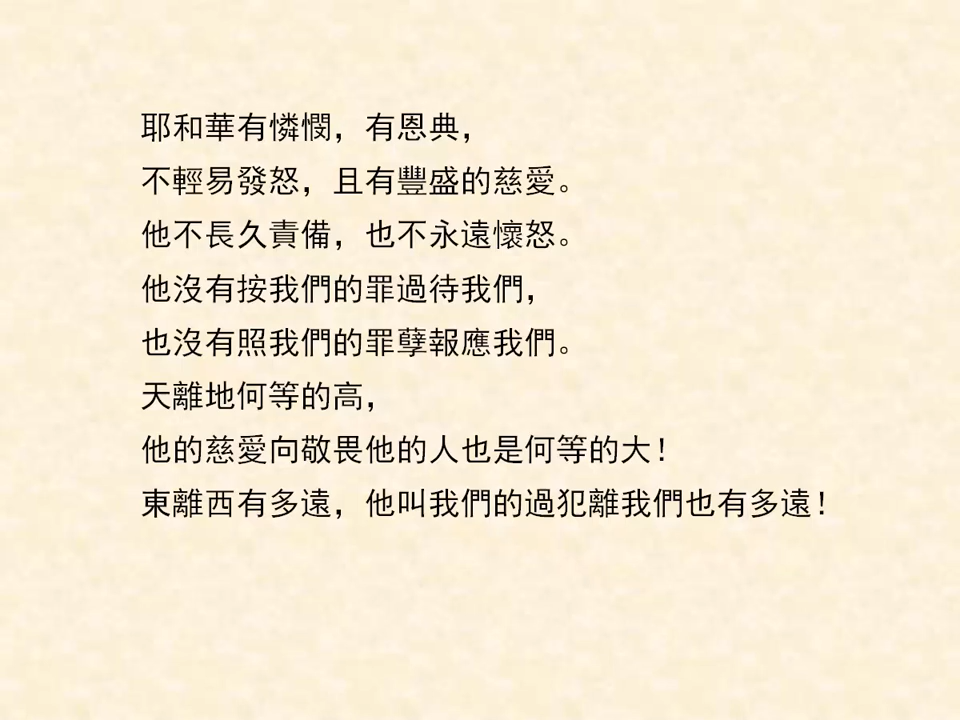 耶和華有憐憫，有恩典，
不輕易發怒，且有豐盛的慈愛。
他不長久責備，也不永遠懷怒。
他沒有按我們的罪過待我們，
也沒有照我們的罪孽報應我們。
天離地何等的高，
他的慈愛向敬畏他的人也是何等的大！
東離西有多遠，他叫我們的過犯離我們也有多遠！